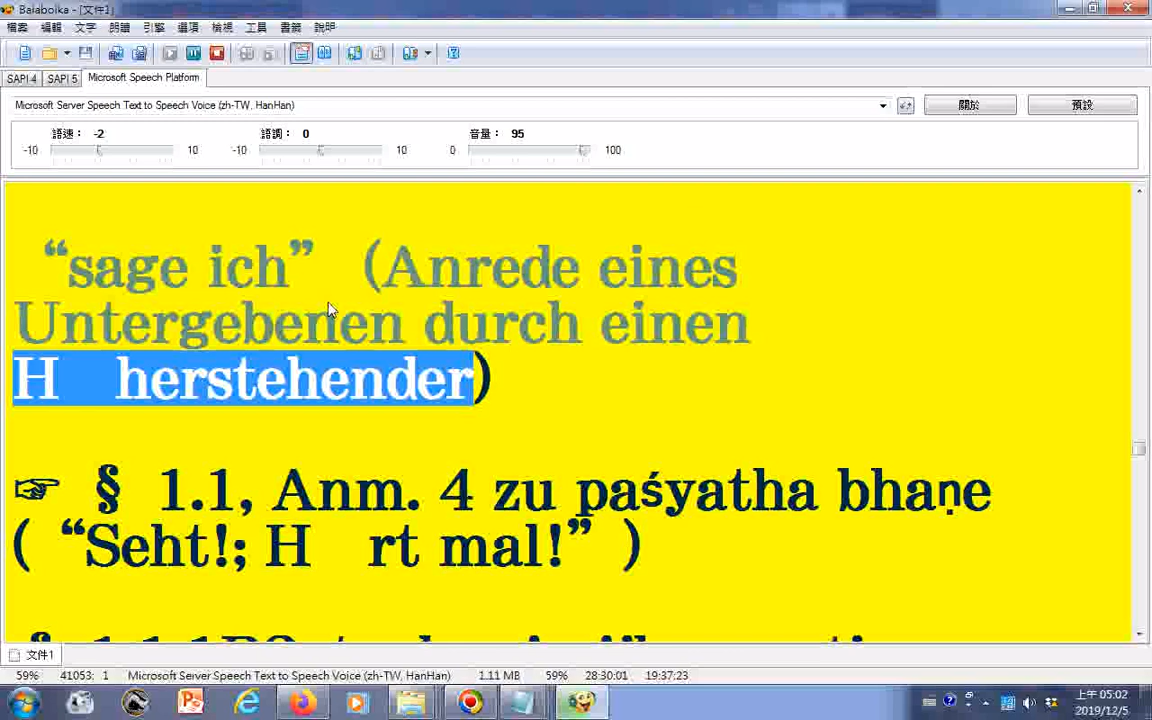 Balabolka - [文件1]
檔案 編輯 文字 朗讀 引擎 選項 檢視 工具 書籤 說明
SAPI 4 SAPI 5 Microsoft Speech Platform
Microsoft Server Speech Text to Speech Voice (zh-TW, HanHan) 關於 預設
語速： -2 語調： 0 音量： 95
-10 10 -10 10 0 100
“sage ich” (Anrede eines
Untergebenen durch einen
H herstehender)
☞ § 1.1, Anm. 4 zu paśyatha bhaṇe
( “Seht!; H rt mal!” )
文件1
59% 41053: 1 Microsoft Server Speech Text to Speech Voice (zh-TW, HanHan) 1.11 MB 59% 28:30:01 19:37:23
上午 05:02
2019/12/5